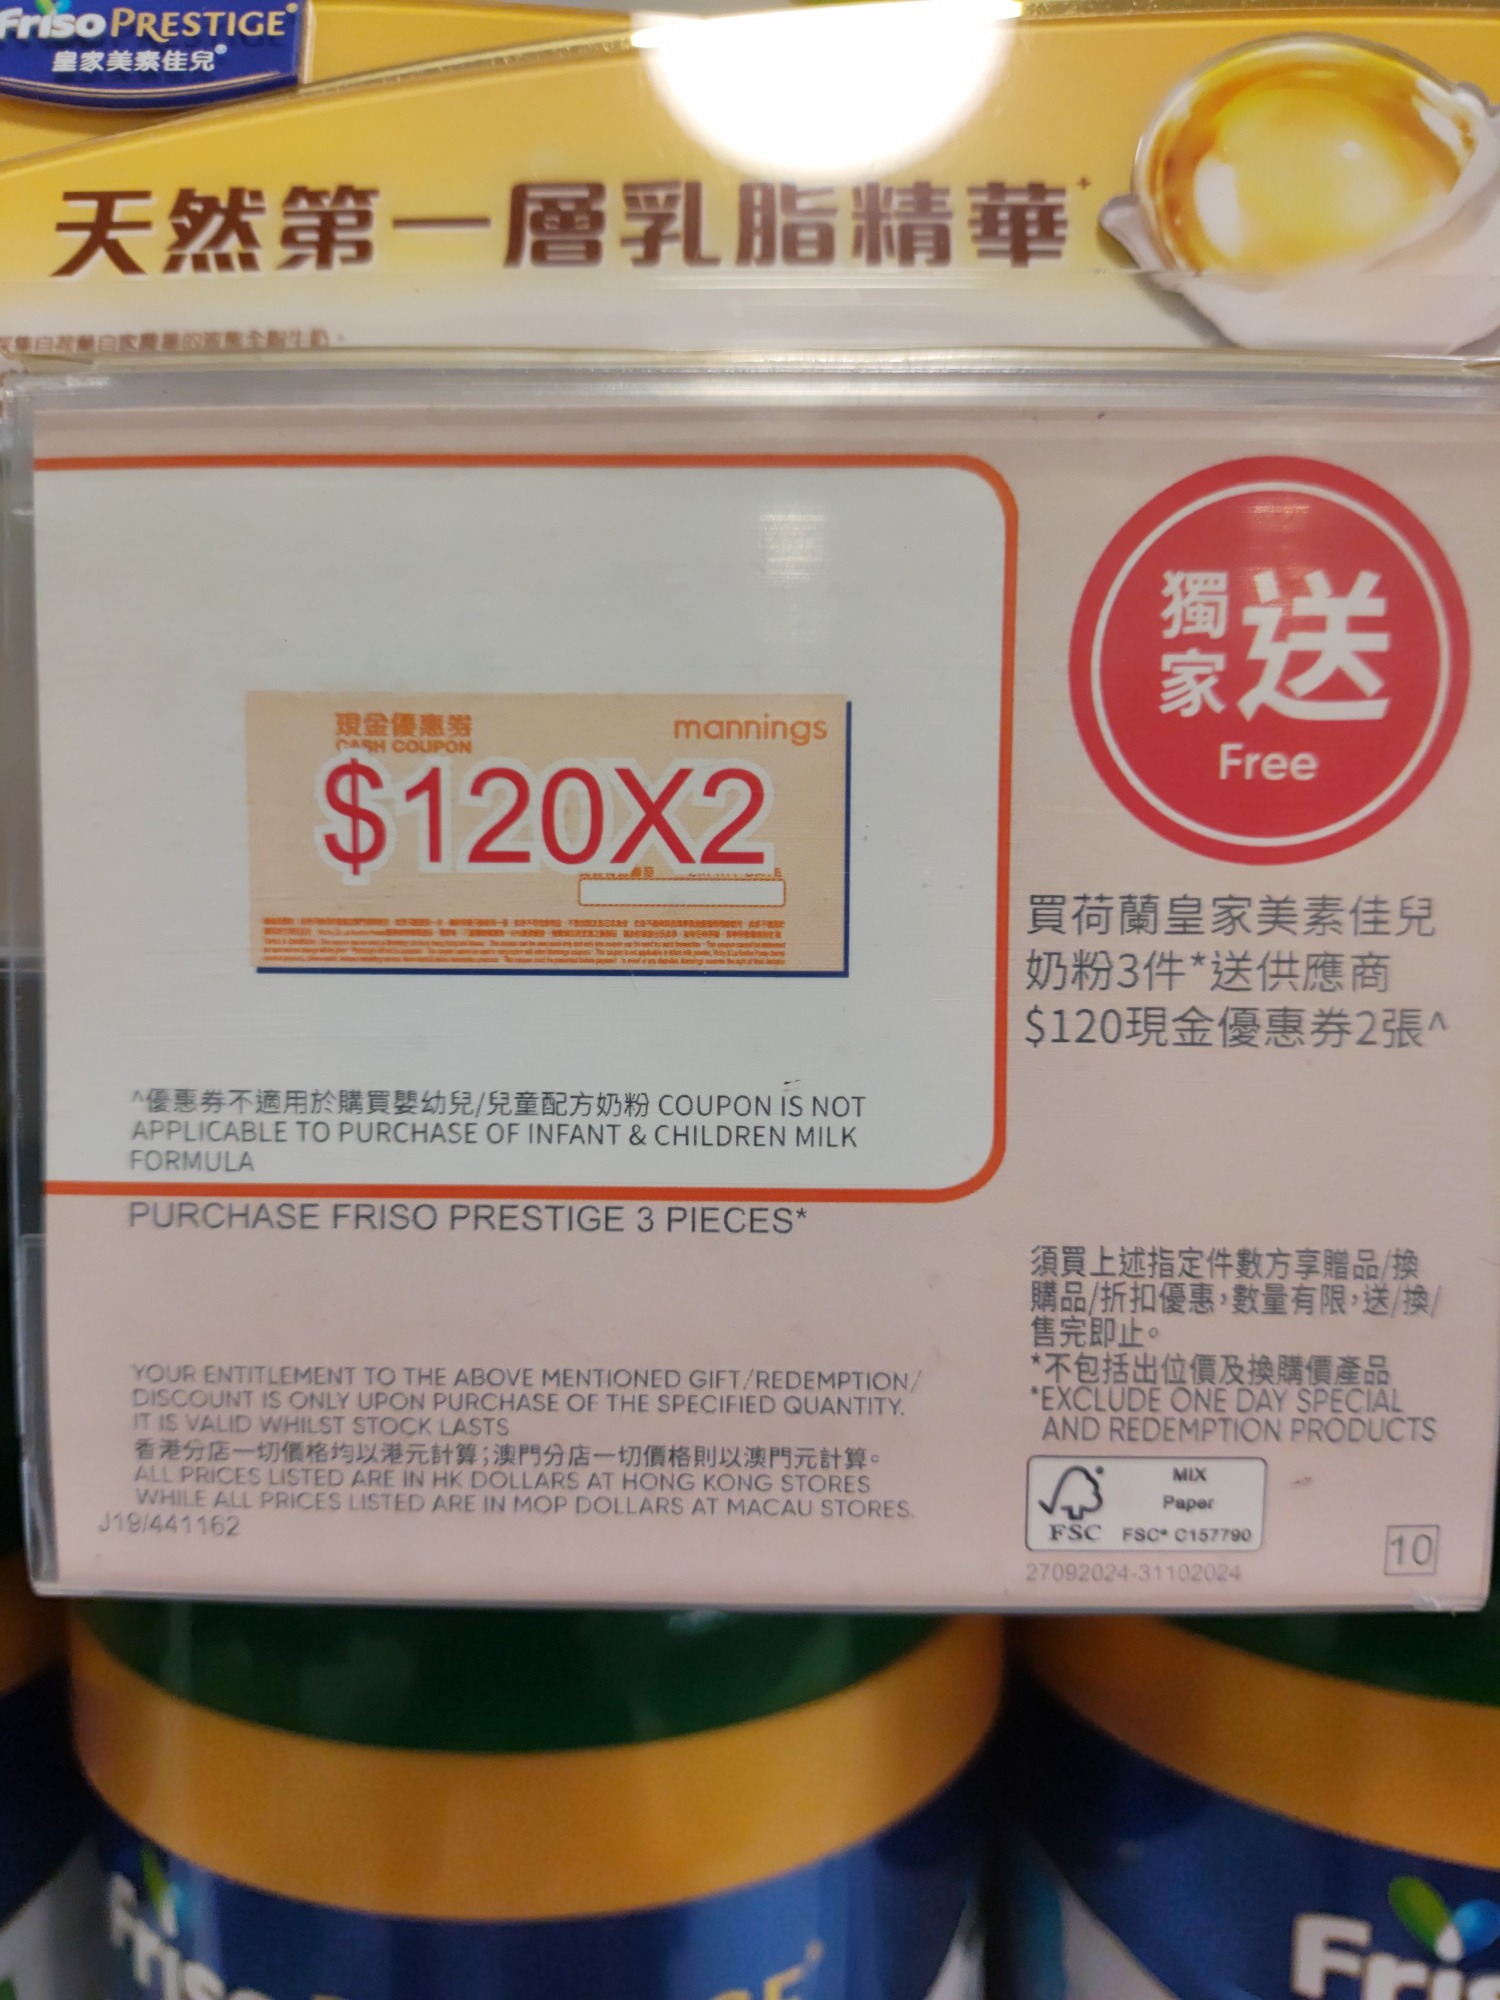 Friso PRESTIGE®
皇家美素佳兒®
天然第一層乳脂精華+
現金優惠券
CASH COUPON
mannings
$120X2
獨家送
Free
買荷蘭皇家美素佳兒
奶粉3件*送供應商
$120現金優惠券2張^
^優惠券不適用於購買嬰幼兒/兒童配方奶粉 COUPON IS NOT
APPLICABLE TO PURCHASE OF INFANT & CHILDREN MILK
FORMULA
PURCHASE FRISO PRESTIGE 3 PIECES*
須買上述指定件數方享贈品/換
購品/折扣優惠，數量有限，送/換/
售完即止。
*不包括出位價及換購價產品
*EXCLUDE ONE DAY SPECIAL
AND REDEMPTION PRODUCTS
YOUR ENTITLEMENT TO THE ABOVE MENTIONED GIFT/REDEMPTION/
DISCOUNT IS ONLY UPON PURCHASE OF THE SPECIFIED QUANTITY.
IT IS VALID WHILST STOCK LASTS
香港分店一切價格均以港元計算；澳門分店一切價格則以澳門元計算。
ALL PRICES LISTED ARE IN HK DOLLARS AT HONG KONG STORES
WHILE ALL PRICES LISTED ARE IN MOP DOLLARS AT MACAU STORES.
J19/441162
MIX
Paper
FSC FSC® C157790
27092024-31102024
10
Friso
Fris